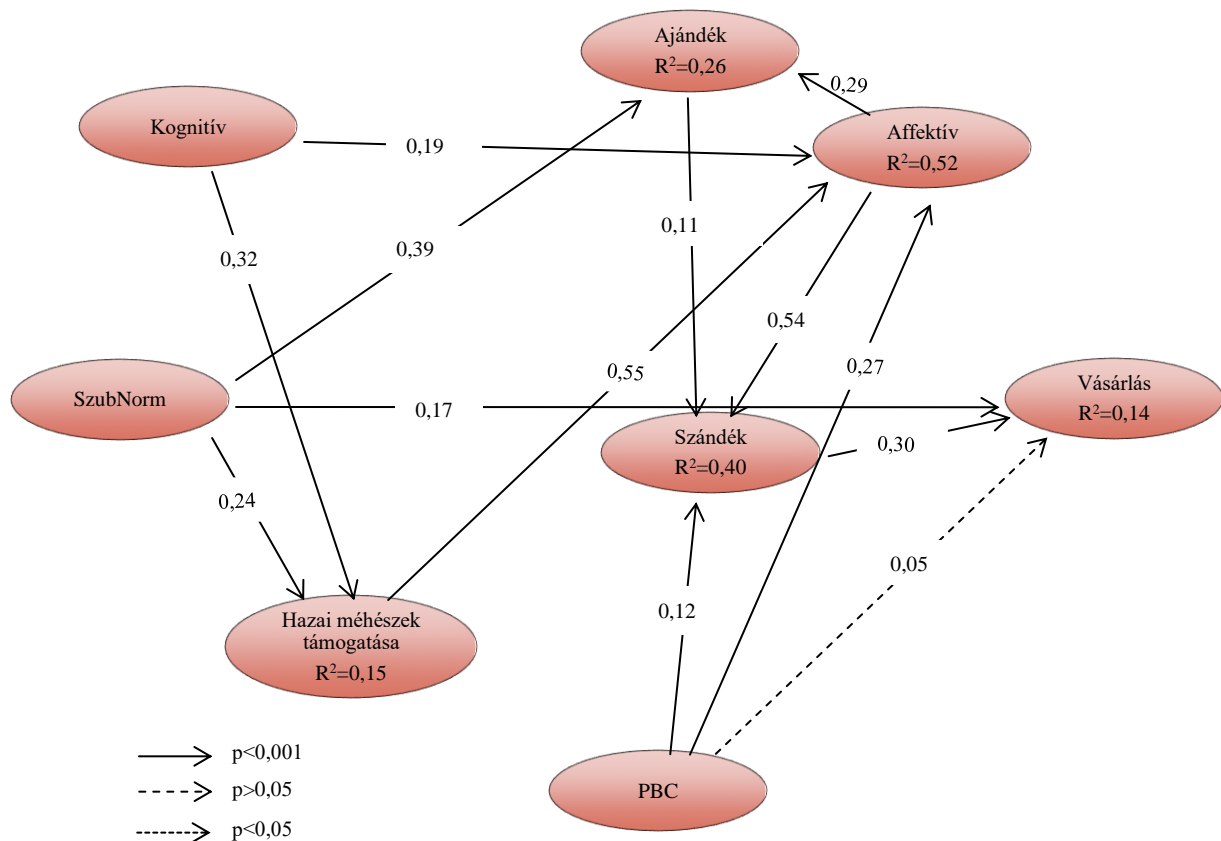 Ajándék
R²=0,26
0,29
Kognitív
Affektív
R²=0,52
0,19
0,11
0,39
0,32
0,54
0,27
0,55
Vásárlás
R²=0,14
SzubNorm
0,17
Szándék
R²=0,40
0,30
0,24
0,05
0,12
Hazai méhészek
támogatása
R²=0,15
p<0,001
p>0,05
PBC
p<0,05